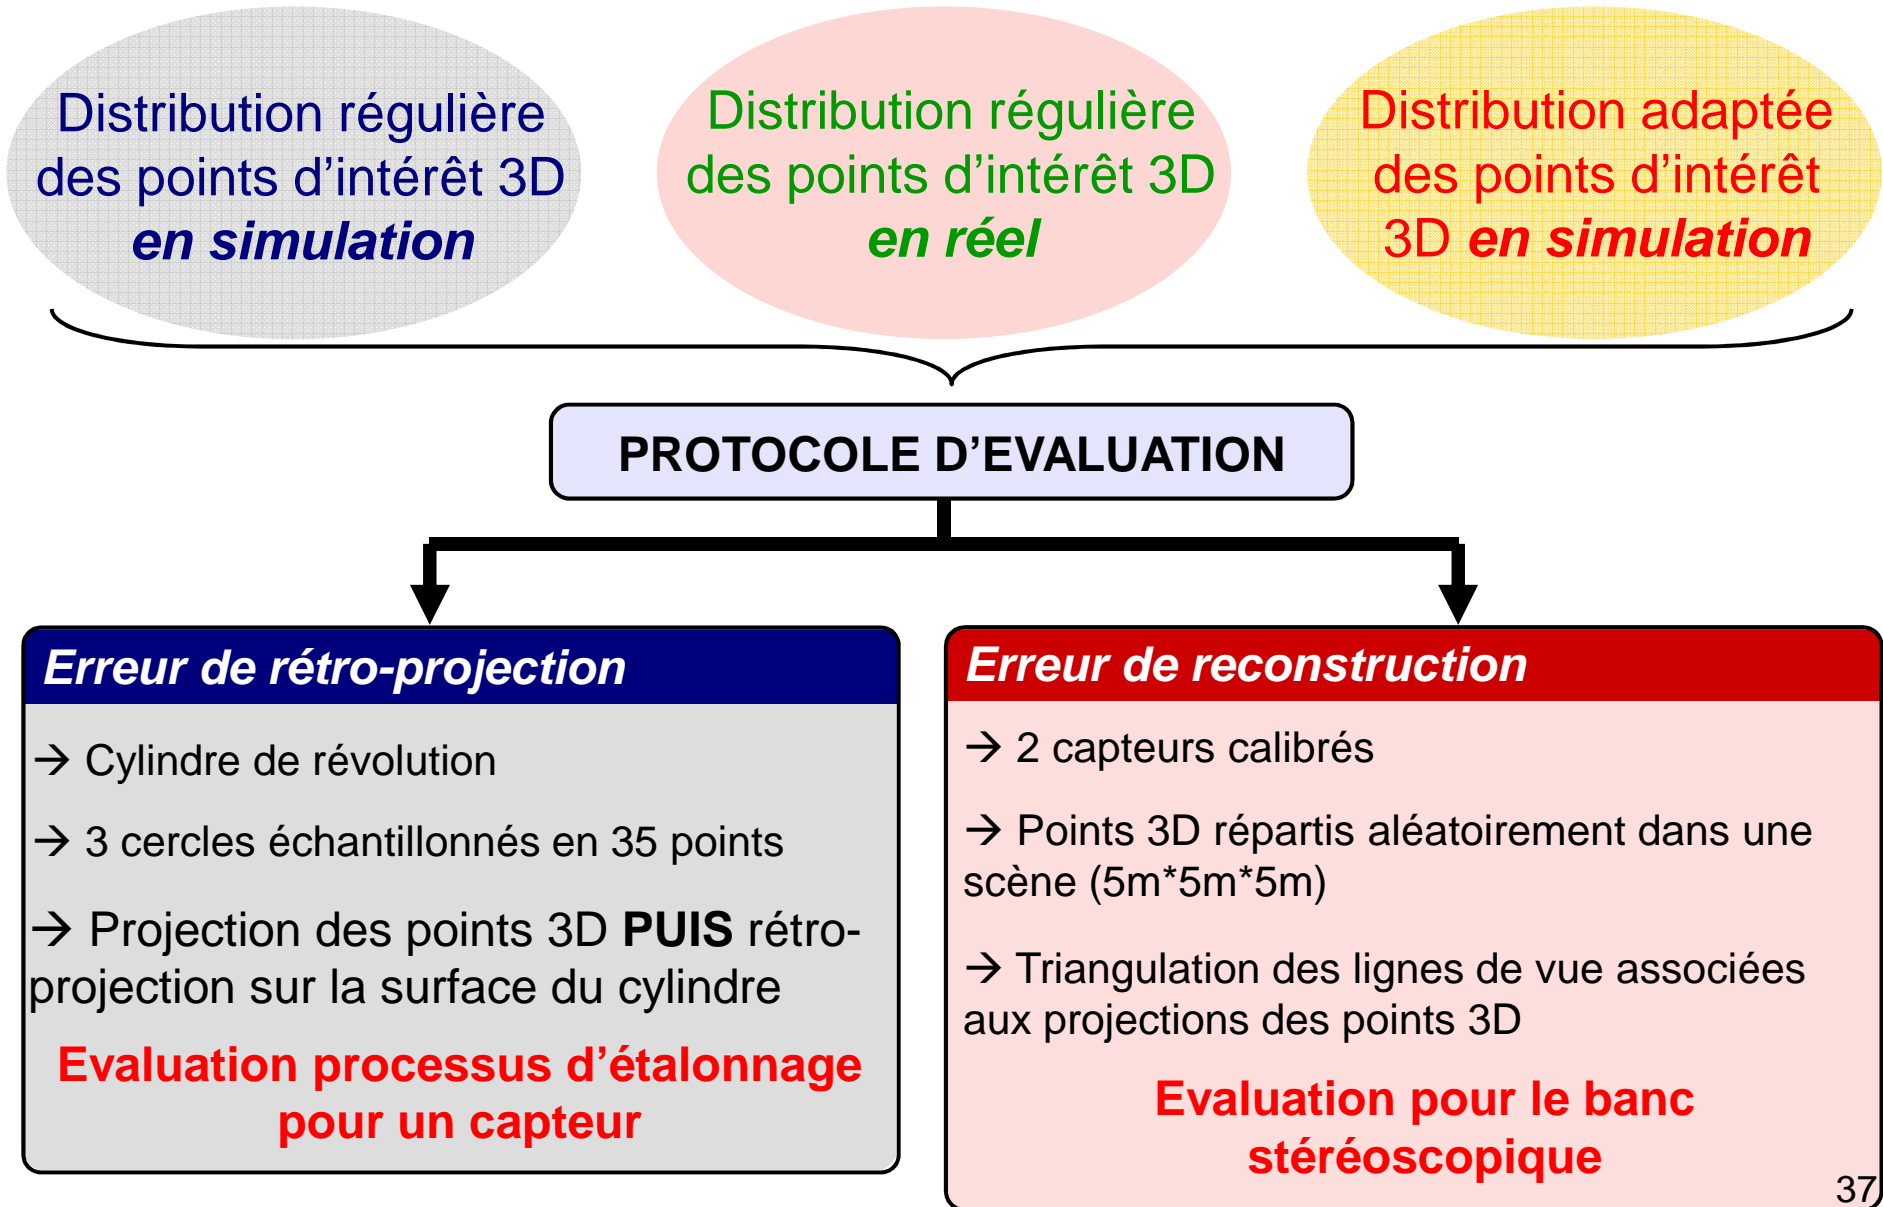 Distribution régulière
des points d'intérêt 3D
en simulation
Distribution régulière
des points d'intérêt 3D
en réel
Distribution adaptée
des points d'intérêt
3D en simulation
PROTOCOLE D'EVALUATION
Erreur de rétro-projection
→ Cylindre de révolution
→ 3 cercles échantillonnés en 35 points
→ Projection des points 3D PUIS rétro-
projection sur la surface du cylindre
Evaluation processus d'étalonnage
pour un capteur
Erreur de reconstruction
→ 2 capteurs calibrés
→ Points 3D répartis aléatoirement dans une
scène (5m*5m*5m)
→ Triangulation des lignes de vue associées
aux projections des points 3D
Evaluation pour le banc
stéréoscopique
37